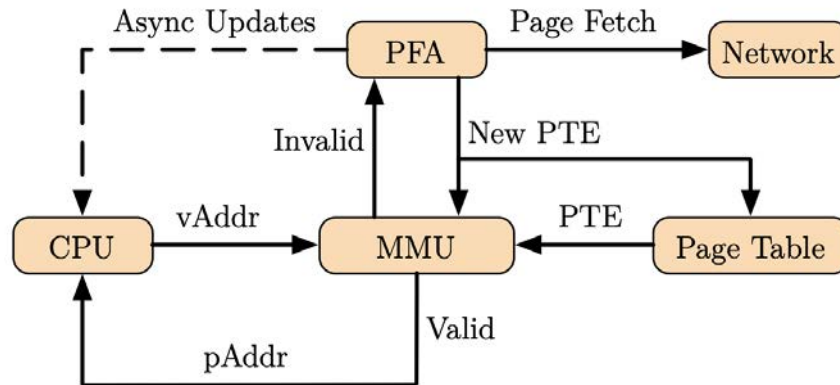 Async Updates
PFA
Page Fetch
Network
Invalid
New PTE
CPU
vAddr
MMU
PTE
Page Table
Valid
pAddr